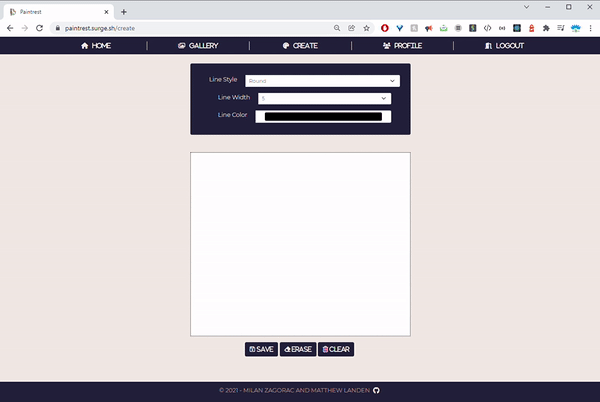 Paintrest
paintrest.surge.sh/create
HOME
GALLERY
CREATE
PROFILE
LOGOUT
Line Style
Round
Line Width
5
Line Color
SAVE
ERASE
CLEAR
© 2021 - MILAN ZAGORAC AND MATTHEW LANDEN